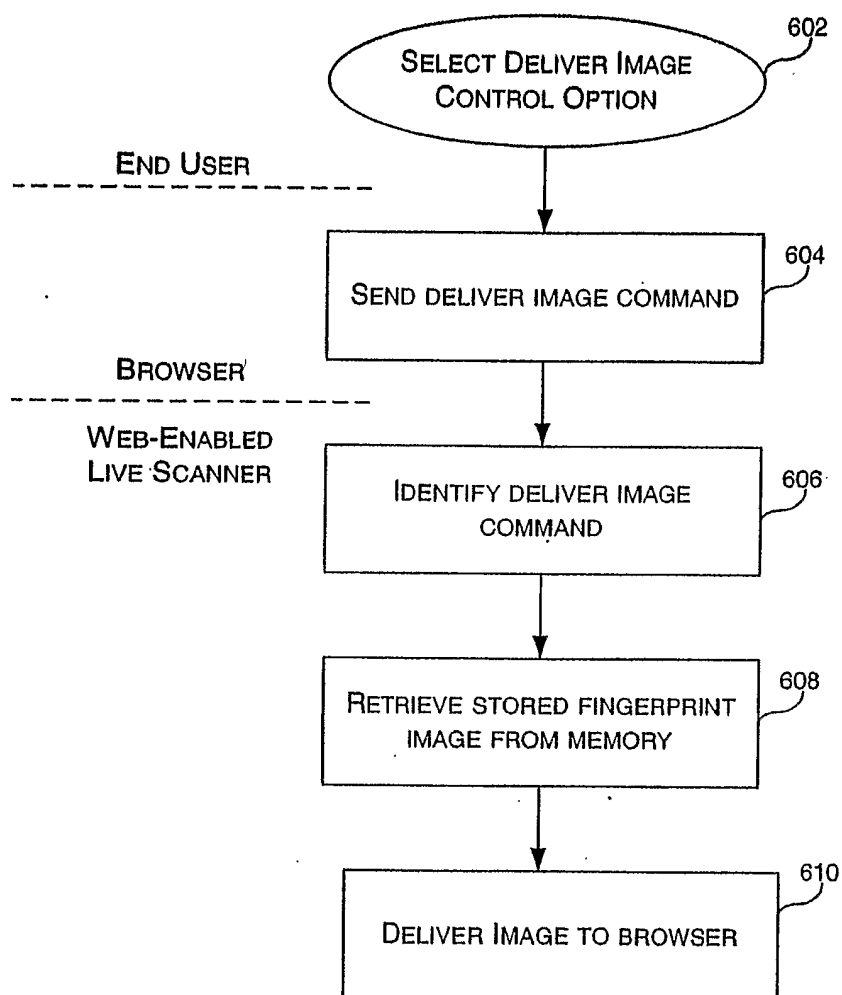 602
SELECT DELIVER IMAGE
CONTROL OPTION
END USER
604
SEND DELIVER IMAGE COMMAND
BROWSER
WEB-ENABLED
LIVE SCANNER
606
IDENTIFY DELIVER IMAGE
COMMAND
608
RETRIEVE STORED FINGERPRINT
IMAGE FROM MEMORY
610
DELIVER IMAGE TO BROWSER